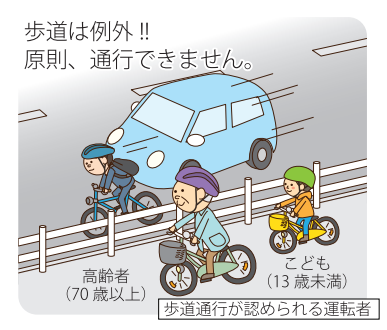 歩道は例外!!
原則、通行できません。
高齢者
（70歳以上）
こども
（13歳未満）
歩道通行が認められる運転者